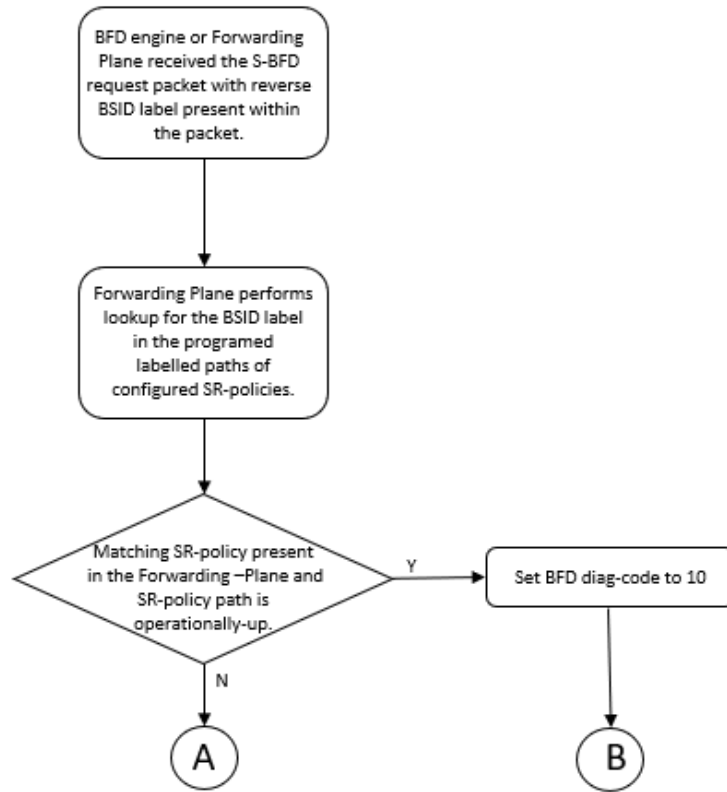 BFD engine or Forwarding
Plane received the S-BFD
request packet with reverse
BSID label present within
the packet.
Forwarding Plane performs
lookup for the BSID label
in the programed
labelled paths of
configured SR-policies.
Matching SR-policy present
in the Forwarding –Plane and
SR-policy path is
operationally-up.
Y
Set BFD diag-code to 10
N
A
B